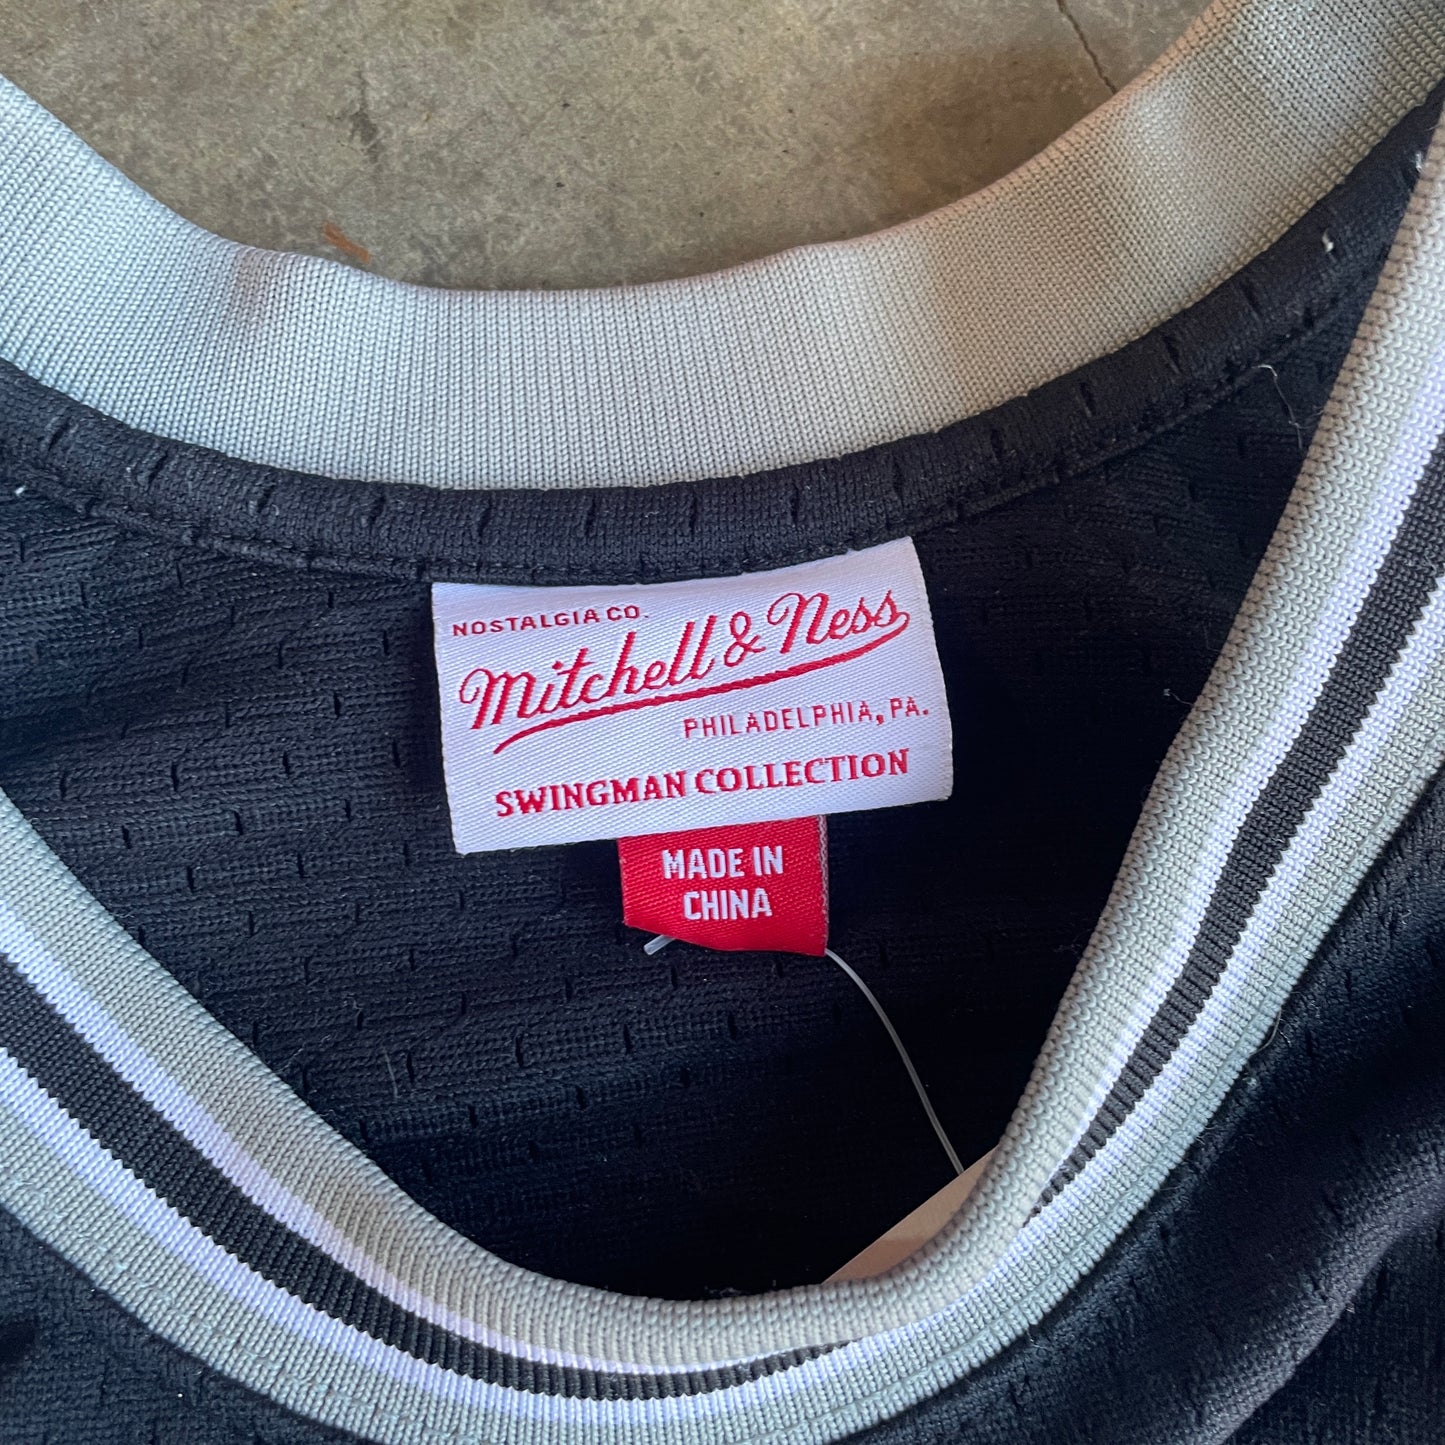 NOSTALGIA CO.
Mitchell & Ness
PHILADELPHIA, PA.
SWINGMAN COLLECTION
MADE IN
CHINA